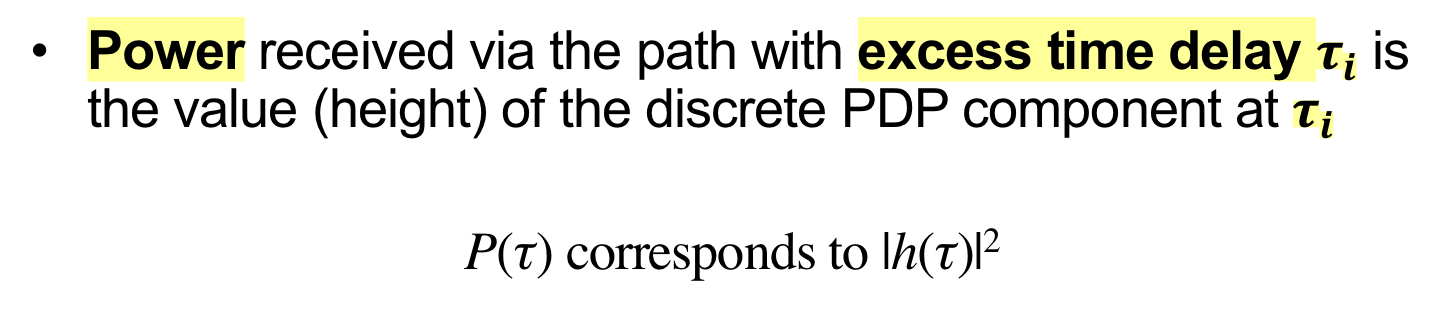 • Power received via the path with excess time delay τᵢ is
the value (height) of the discrete PDP component at τᵢ
P(τ) corresponds to |h(τ)|²